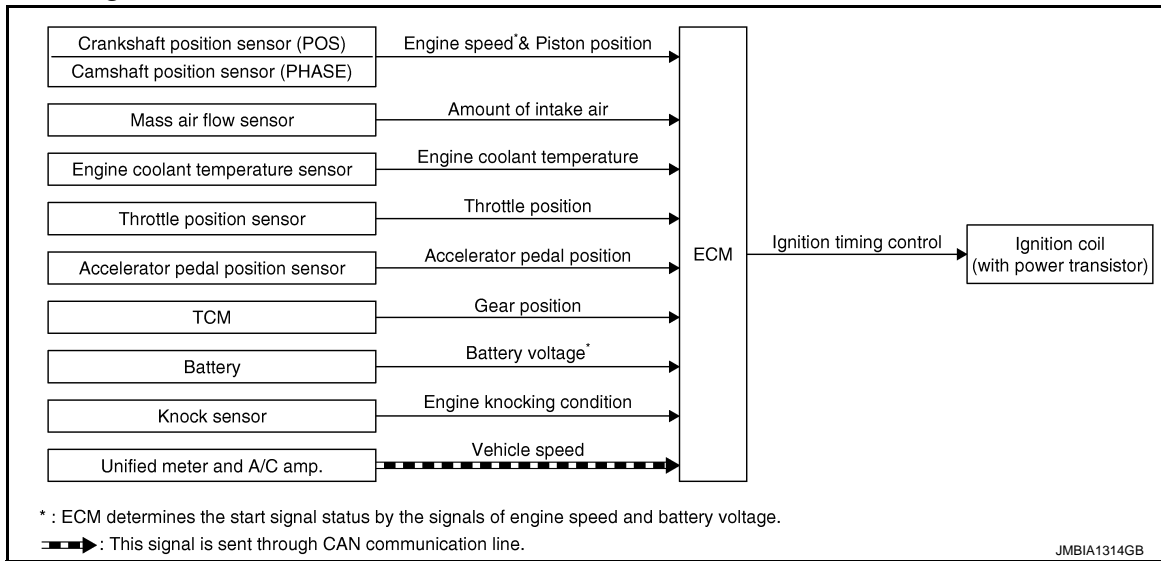 Crankshaft position sensor (POS)
Camshaft position sensor (PHASE)
Engine speed*& Piston position
Mass air flow sensor
Amount of intake air
Engine coolant temperature sensor
Engine coolant temperature
Throttle position sensor
Throttle position
Accelerator pedal position sensor
Accelerator pedal position
TCM
Gear position
Battery
Battery voltage*
Knock sensor
Engine knocking condition
Unified meter and A/C amp.
Vehicle speed
ECM
Ignition timing control
Ignition coil
(with power transistor)
* : ECM determines the start signal status by the signals of engine speed and battery voltage.
: This signal is sent through CAN communication line.
JMBIA1314GB